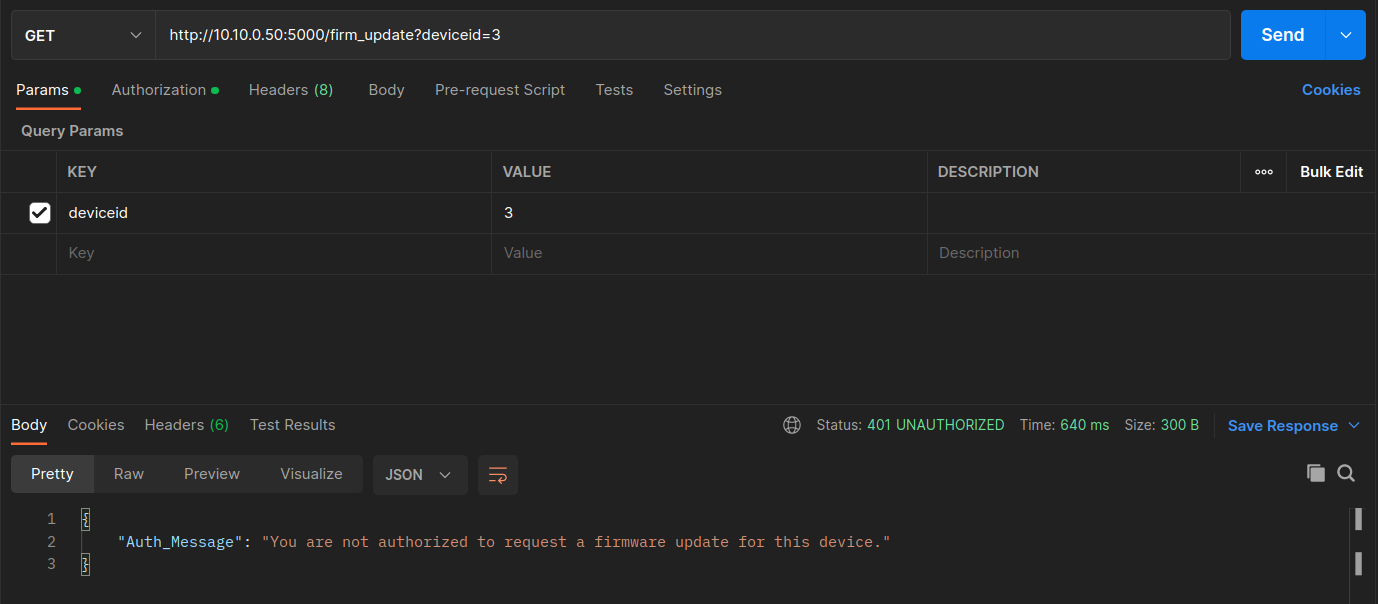 GET http://10.10.0.50:5000/firm_update?deviceid=3 Send
Params Authorization Headers (8) Body Pre-request Script Tests Settings Cookies
Query Params
KEY VALUE DESCRIPTION ooo Bulk Edit
deviceid 3
Key Value Description
Body Cookies Headers (6) Test Results Status: 401 UNAUTHORIZED Time: 640 ms Size: 300 B Save Response
Pretty Raw Preview Visualize JSON
1 {
2 "Auth_Message": "You are not authorized to request a firmware update for this device."
3 }